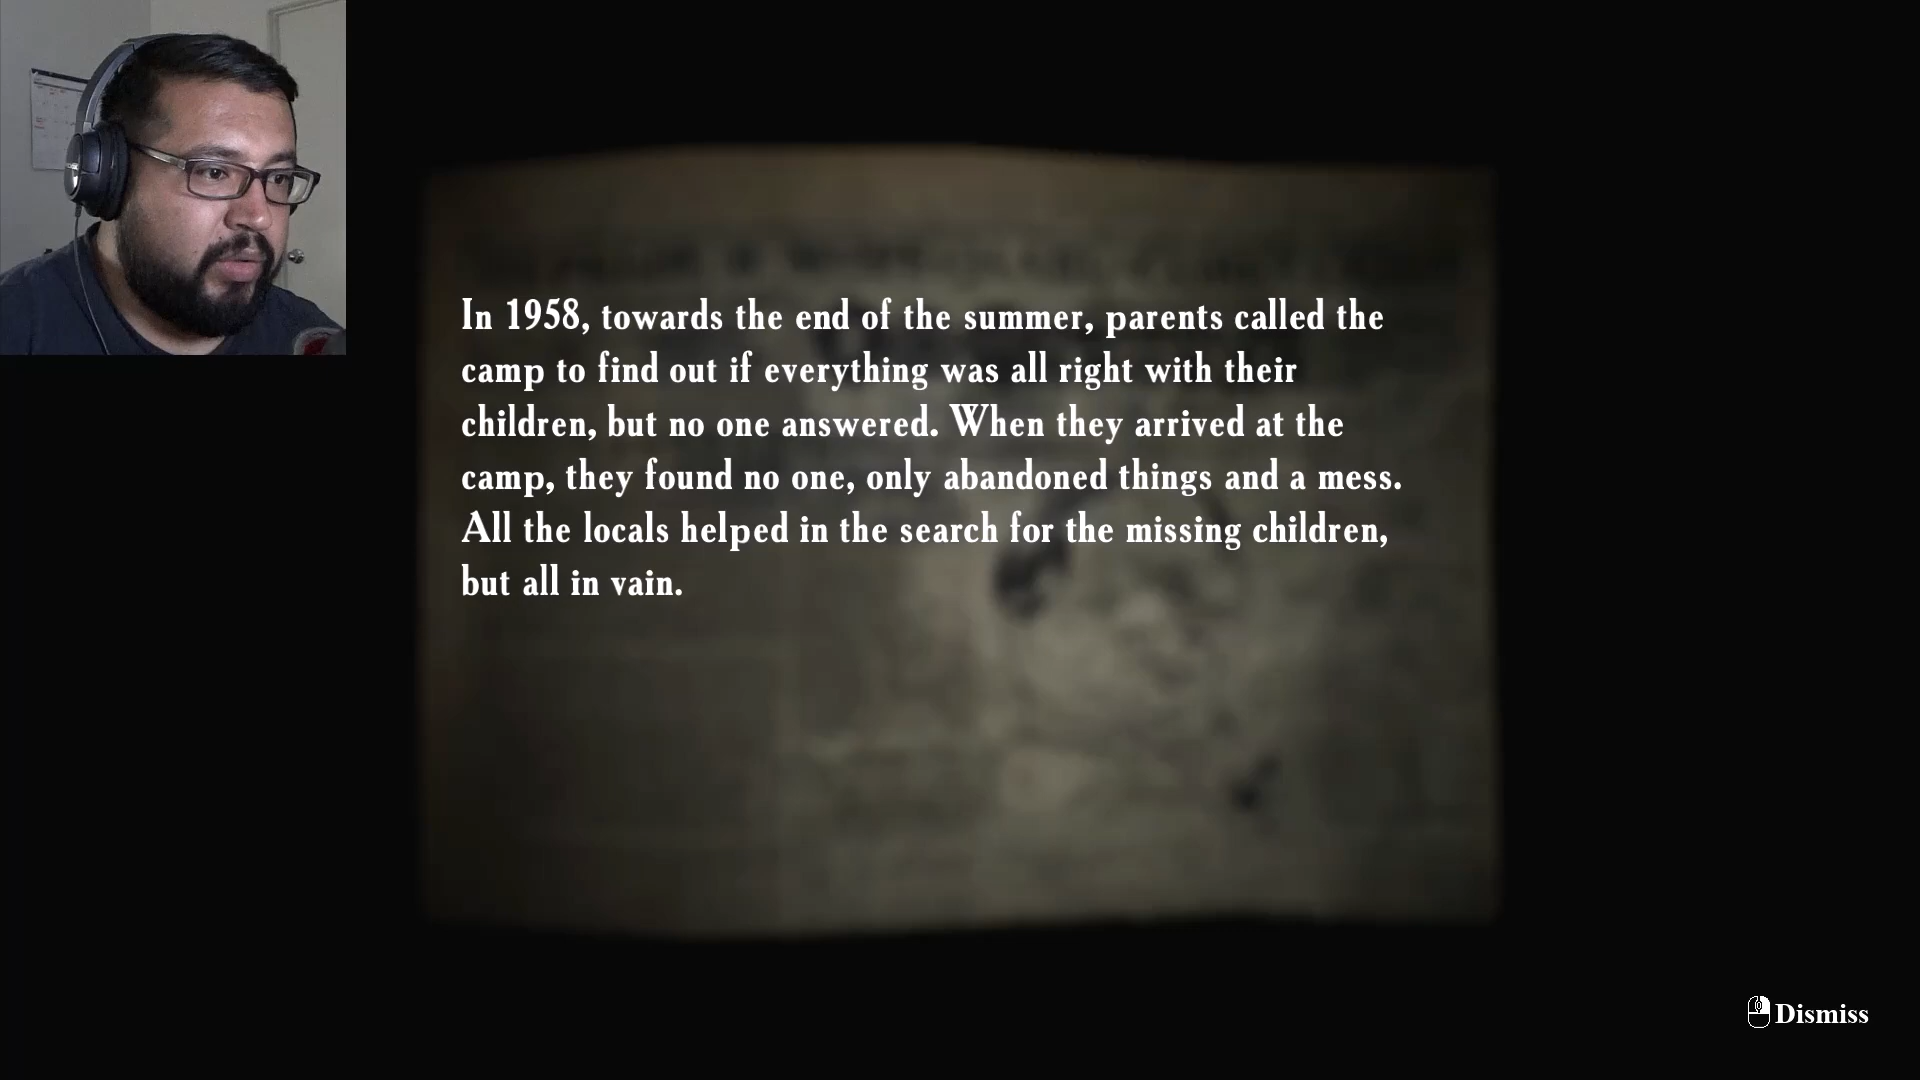 In 1958, towards the end of the summer, parents called the
camp to find out if everything was all right with their
children, but no one answered. When they arrived at the
camp, they found no one, only abandoned things and a mess.
All the locals helped in the search for the missing children,
but all in vain.
Dismiss